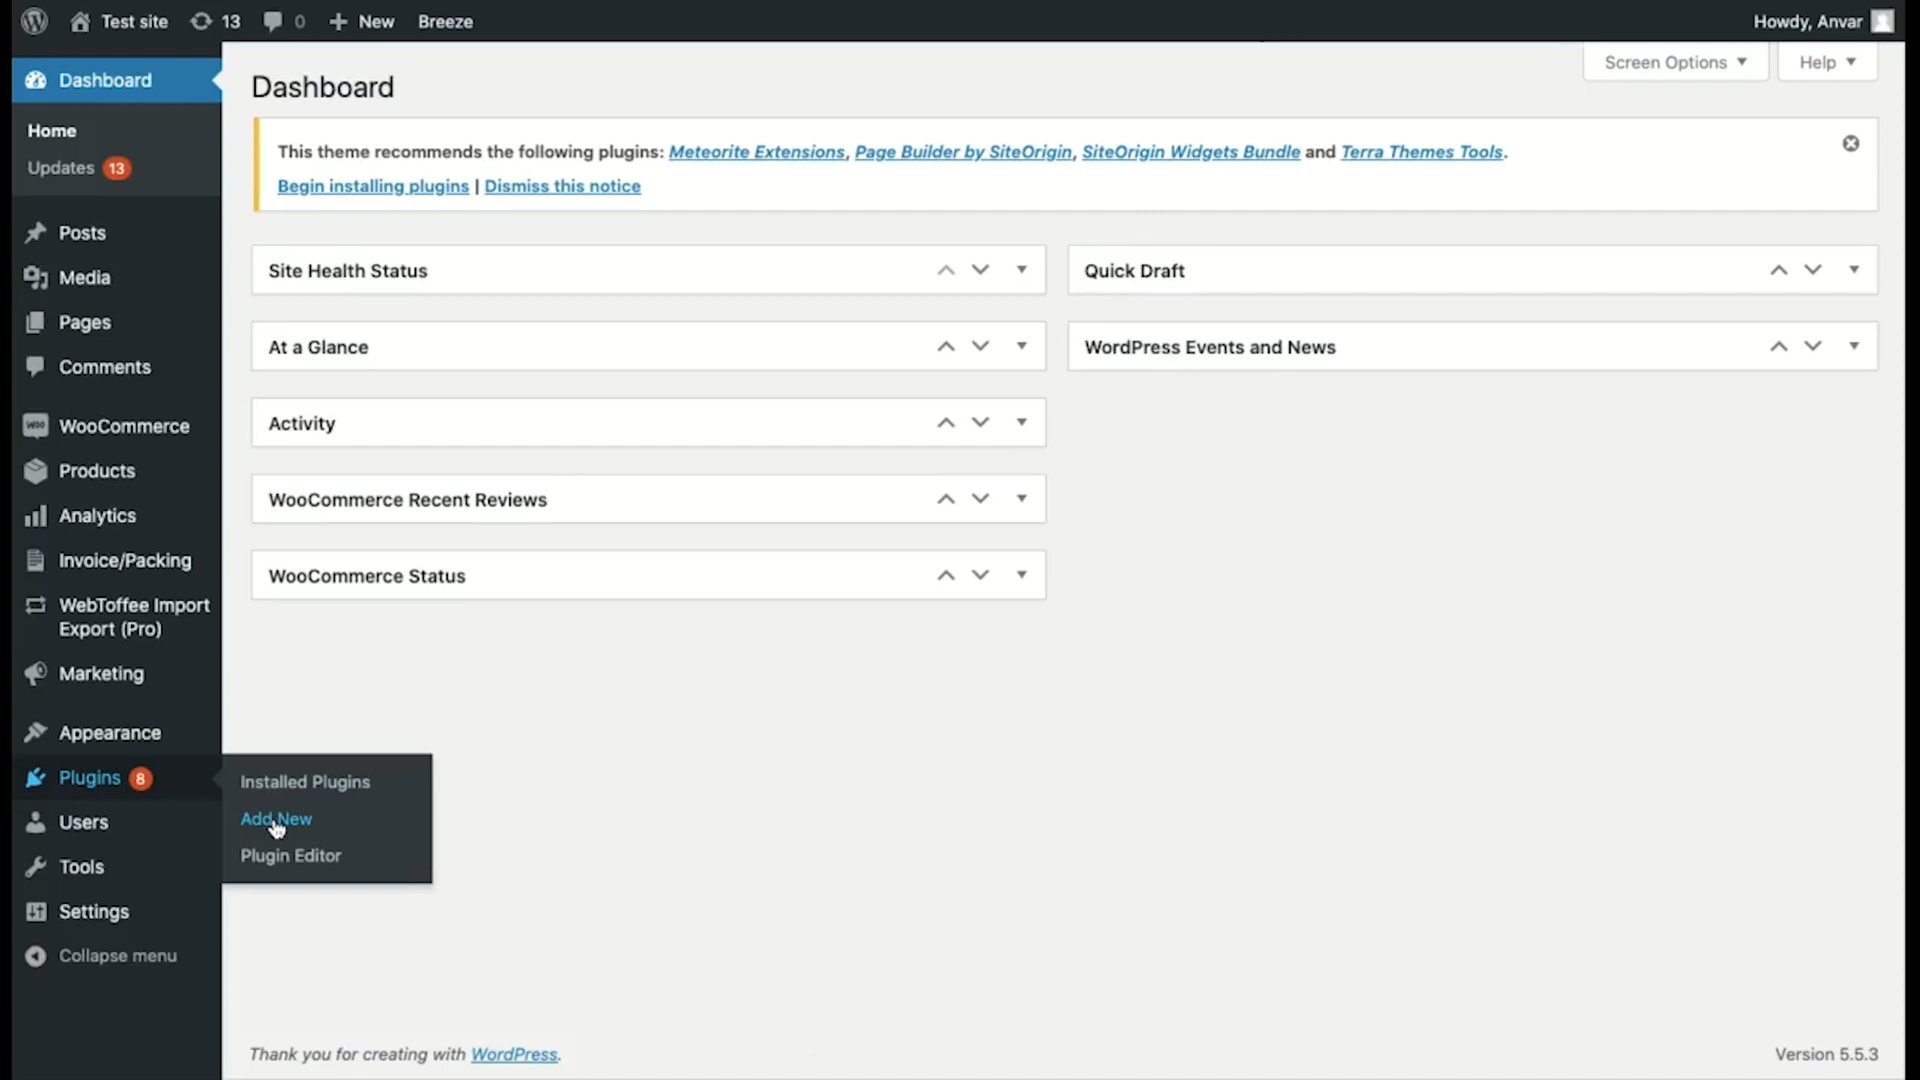 Test site 13 0 New Breeze Howdy, Anvar
Screen Options Help
Dashboard
Home
Updates 13
Posts
Media
Pages
Comments
WooCommerce
Products
Analytics
Invoice/Packing
WebToffee Import
Export (Pro)
Marketing
Appearance
Plugins 8
Users
Tools
Settings
Collapse menu
Installed Plugins
Add New
Plugin Editor
Dashboard
This theme recommends the following plugins: Meteorite Extensions, Page Builder by SiteOrigin, SiteOrigin Widgets Bundle and Terra Themes Tools.
Begin installing plugins | Dismiss this notice
Site Health Status
At a Glance
Activity
WooCommerce Recent Reviews
WooCommerce Status
Quick Draft
WordPress Events and News
Thank you for creating with WordPress.
Version 5.5.3